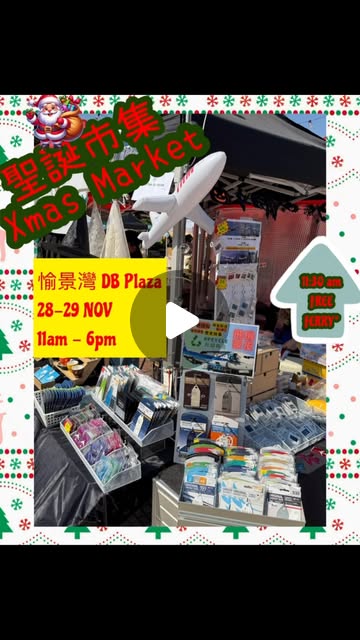 聖誕市集
Xmas Market
愉景灣 DB Plaza
28-29 NOV
11am - 6pm
11:30 am
FREE
FERRY*